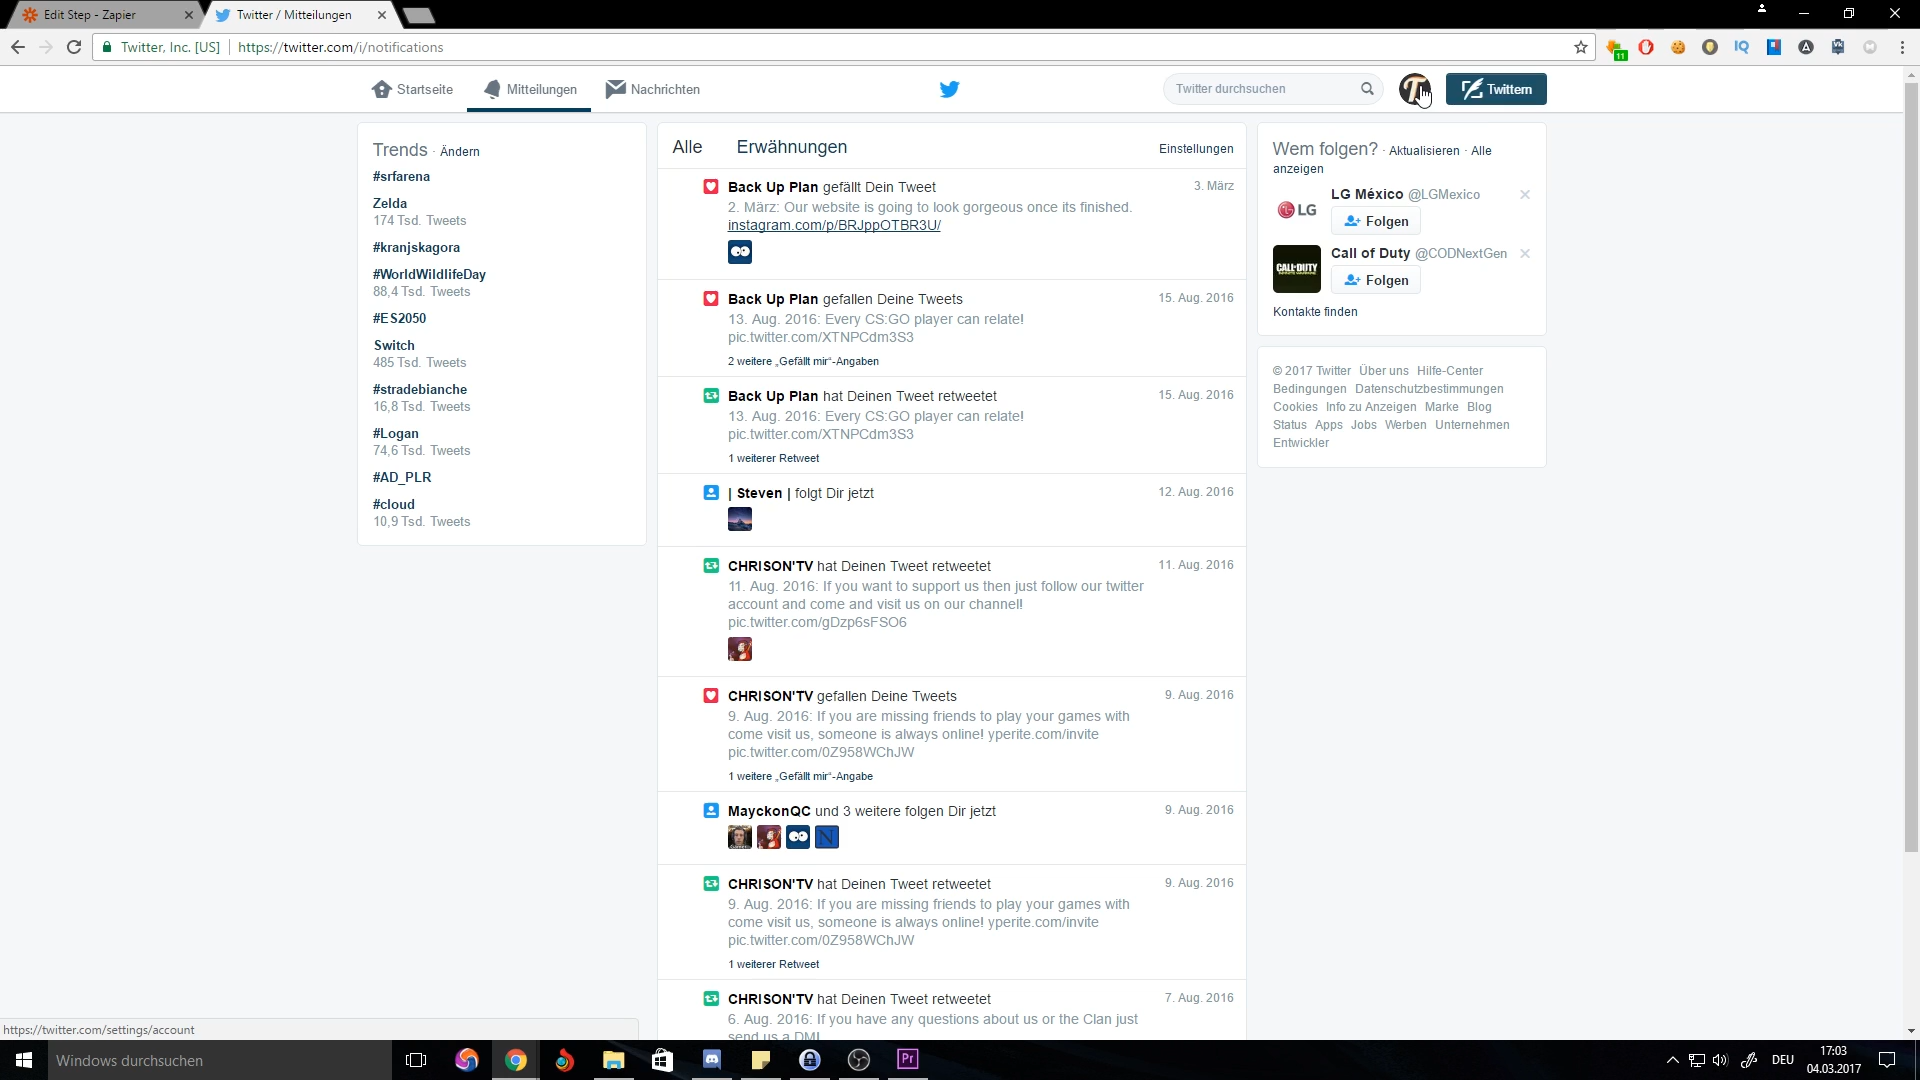 Edit Step - Zapier
Twitter / Mitteilungen
Twitter, Inc. [US]
https://twitter.com/i/notifications
11
IQ
A
Startseite
Mitteilungen
Nachrichten
Twitter durchsuchen
T
Twittern
Trends · Ändern
#srfarena
Zelda
174 Tsd. Tweets
#kranjskagora
#WorldWildlifeDay
88,4 Tsd. Tweets
#ES2050
Switch
485 Tsd. Tweets
#stradebianche
16,8 Tsd. Tweets
#Logan
74,6 Tsd. Tweets
#AD_PLR
#cloud
10,9 Tsd. Tweets
Alle
Erwähnungen
Einstellungen
Back Up Plan gefällt Dein Tweet
3. März
2. März: Our website is going to look gorgeous once its finished.
instagram.com/p/BRJppOTBR3U/
Back Up Plan gefallen Deine Tweets
15. Aug. 2016
13. Aug. 2016: Every CS:GO player can relate!
pic.twitter.com/XTNPCdm3S3
2 weitere „Gefällt mir“-Angaben
Back Up Plan hat Deinen Tweet retweetet
15. Aug. 2016
13. Aug. 2016: Every CS:GO player can relate!
pic.twitter.com/XTNPCdm3S3
1 weiterer Retweet
| Steven | folgt Dir jetzt
12. Aug. 2016
CHRISON'TV hat Deinen Tweet retweetet
11. Aug. 2016
11. Aug. 2016: If you want to support us then just follow our twitter
account and come and visit us on our channel!
pic.twitter.com/gDzp6sFSO6
CHRISON'TV gefallen Deine Tweets
9. Aug. 2016
9. Aug. 2016: If you are missing friends to play your games with
come visit us, someone is always online! yperite.com/invite
pic.twitter.com/0Z958WChJW
1 weitere „Gefällt mir“-Angabe
MayckonQC und 3 weitere folgen Dir jetzt
9. Aug. 2016
N
CHRISON'TV hat Deinen Tweet retweetet
9. Aug. 2016
9. Aug. 2016: If you are missing friends to play your games with
come visit us, someone is always online! yperite.com/invite
pic.twitter.com/0Z958WChJW
1 weiterer Retweet
CHRISON'TV hat Deinen Tweet retweetet
7. Aug. 2016
6. Aug. 2016: If you have any questions about us or the Clan just
send us a DM!
Wem folgen? · Aktualisieren · Alle
anzeigen
LG
LG México @LGMexico
Folgen
CALL DUTY
Call of Duty @CODNextGen
Folgen
Kontakte finden
© 2017 Twitter Über uns Hilfe-Center
Bedingungen Datenschutzbestimmungen
Cookies Info zu Anzeigen Marke Blog
Status Apps Jobs Werben Unternehmen
Entwickler
https://twitter.com/settings/account
Windows durchsuchen
Pr
DEU
17:03
04.03.2017